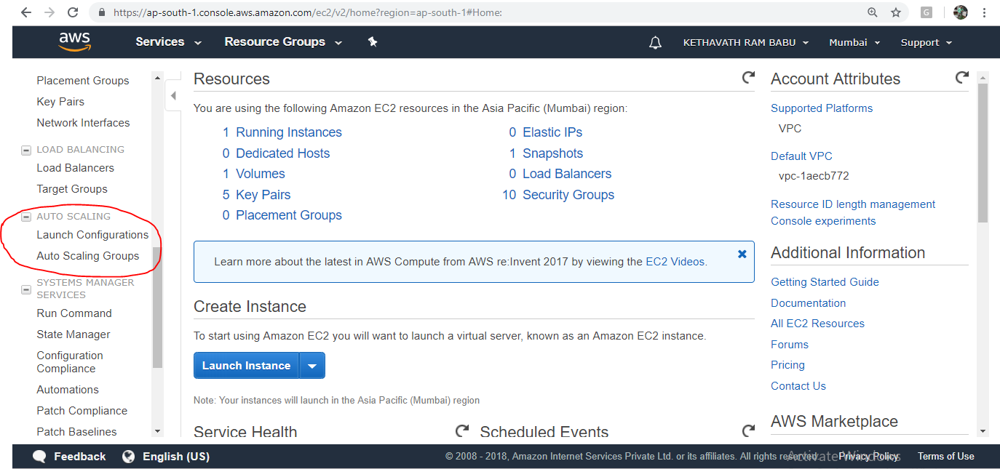 https://ap-south-1.console.aws.amazon.com/ec2/v2/home?region=ap-south-1#Home:
G
aws
Services
Resource Groups
KETHAVATH RAM BABU
Mumbai
Support
Placement Groups
Key Pairs
Network Interfaces
LOAD BALANCING
Load Balancers
Target Groups
AUTO SCALING
Launch Configurations
Auto Scaling Groups
SYSTEMS MANAGER
SERVICES
Run Command
State Manager
Configuration
Compliance
Automations
Patch Compliance
Patch Baselines
Resources
You are using the following Amazon EC2 resources in the Asia Pacific (Mumbai) region:
1 Running Instances
0 Elastic IPs
0 Dedicated Hosts
1 Snapshots
1 Volumes
0 Load Balancers
5 Key Pairs
10 Security Groups
0 Placement Groups
Learn more about the latest in AWS Compute from AWS re:Invent 2017 by viewing the EC2 Videos.
Create Instance
To start using Amazon EC2 you will want to launch a virtual server, known as an Amazon EC2 instance.
Launch Instance
Note: Your instances will launch in the Asia Pacific (Mumbai) region
Service Health
Scheduled Events
Account Attributes
Supported Platforms
VPC
Default VPC
vpc-1aecb772
Resource ID length management
Console experiments
Additional Information
Getting Started Guide
Documentation
All EC2 Resources
Forums
Pricing
Contact Us
AWS Marketplace
Feedback
English (US)
© 2008 - 2018, Amazon Internet Services Private Ltd. or its affiliates. All rights reserved.
Activate Windows
Privacy Policy
Terms of Use